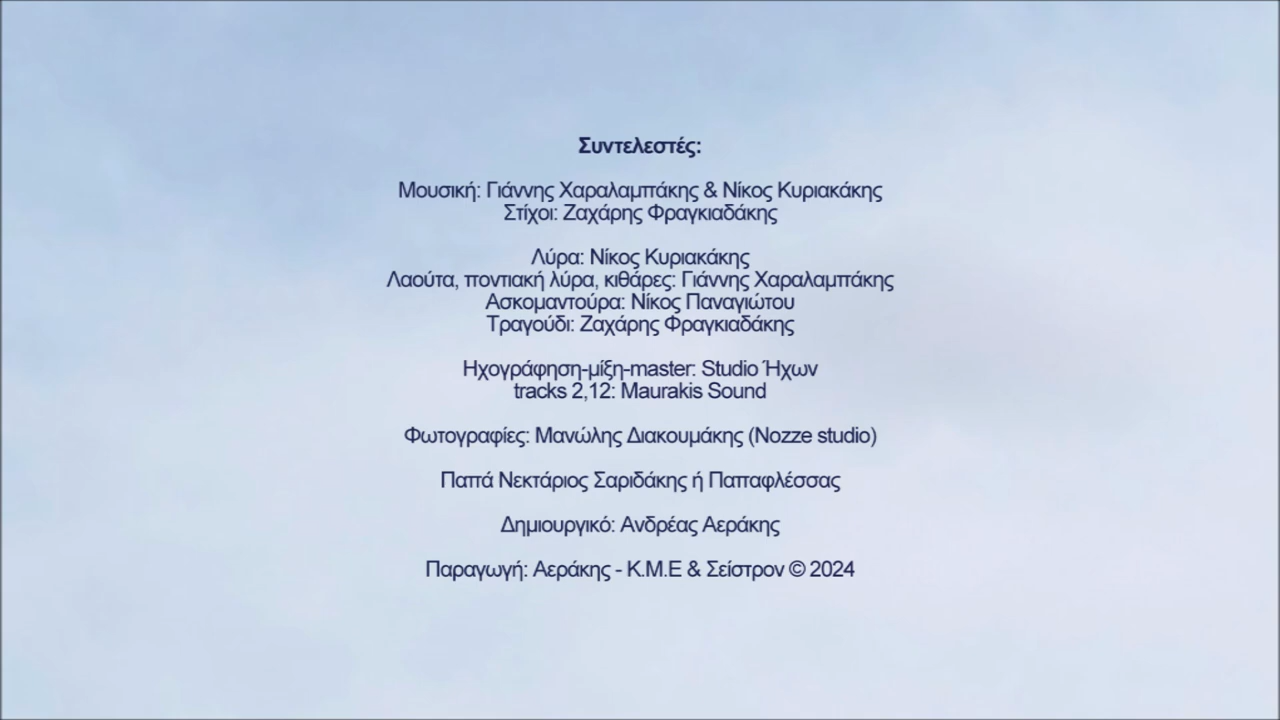 Συντελεστές:
Μουσική: Γιάννης Χαραλαμπάκης & Νίκος Κυριακάκης
Στίχοι: Ζαχάρης Φραγκιαδάκης
Λύρα: Νίκος Κυριακάκης
Λαούτα, ποντιακή λύρα, κιθάρες: Γιάννης Χαραλαμπάκης
Ασκομαντούρα: Νίκος Παναγιώτου
Τραγούδι: Ζαχάρης Φραγκιαδάκης
Ηχογράφηση-μίξη-master: Studio Ήχων
tracks 2,12: Maurakis Sound
Φωτογραφίες: Μανώλης Διακουμάκης (Nozze studio)
Παπά Νεκτάριος Σαριδάκης ή Παπαφλέσσας
Δημιουργικό: Ανδρέας Αεράκης
Παραγωγή: Αεράκης - Κ.Μ.Ε & Σείστρον © 2024